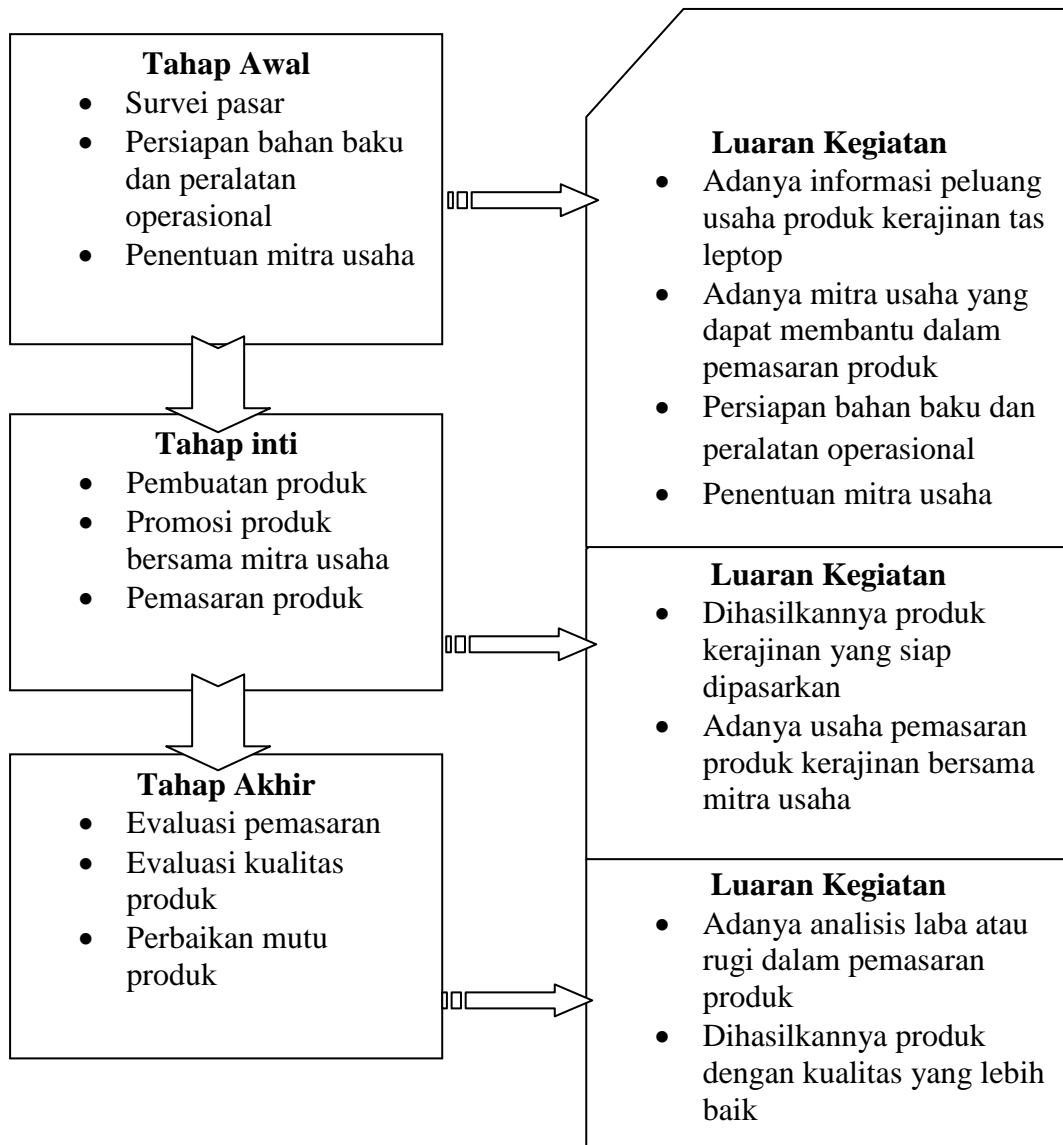 Tahap Awal
• Survei pasar
• Persiapan bahan baku
dan peralatan
operasional
• Penentuan mitra usaha
Luaran Kegiatan
• Adanya informasi peluang
usaha produk kerajinan tas
leptop
• Adanya mitra usaha yang
dapat membantu dalam
pemasaran produk
• Persiapan bahan baku dan
peralatan operasional
• Penentuan mitra usaha
Tahap inti
• Pembuatan produk
• Promosi produk
bersama mitra usaha
• Pemasaran produk
Luaran Kegiatan
• Dihasilkannya produk
kerajinan yang siap
dipasarkan
• Adanya usaha pemasaran
produk kerajinan bersama
mitra usaha
Tahap Akhir
• Evaluasi pemasaran
• Evaluasi kualitas
produk
• Perbaikan mutu
produk
Luaran Kegiatan
• Adanya analisis laba atau
rugi dalam pemasaran
produk
• Dihasilkannya produk
dengan kualitas yang lebih
baik